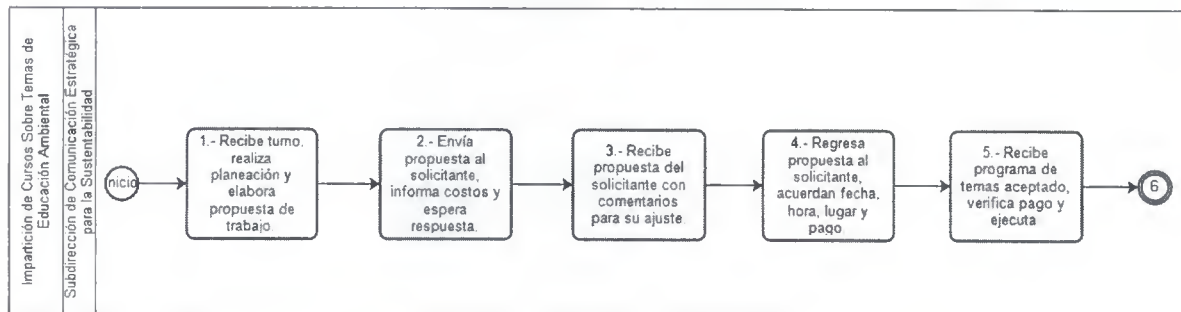 Impartición de Cursos Sobre Temas de
Educación Ambiental
Subdirección de Comunicación Estratégica
para la Sustentabilidad
nicio
1.- Recibe turno,
realiza
planeación y
elabora
propuesta de
trabajo.
2.- Envía
propuesta al
solicitante,
informa costos y
espera
respuesta.
3.- Recibe
propuesta del
solicitante con
comentarios
para su ajuste.
4.- Regresa
propuesta al
solicitante,
acuerdan fecha,
hora, lugar y
pago.
5.- Recibe
programa de
temas aceptado,
verifica pago y
ejecuta
6